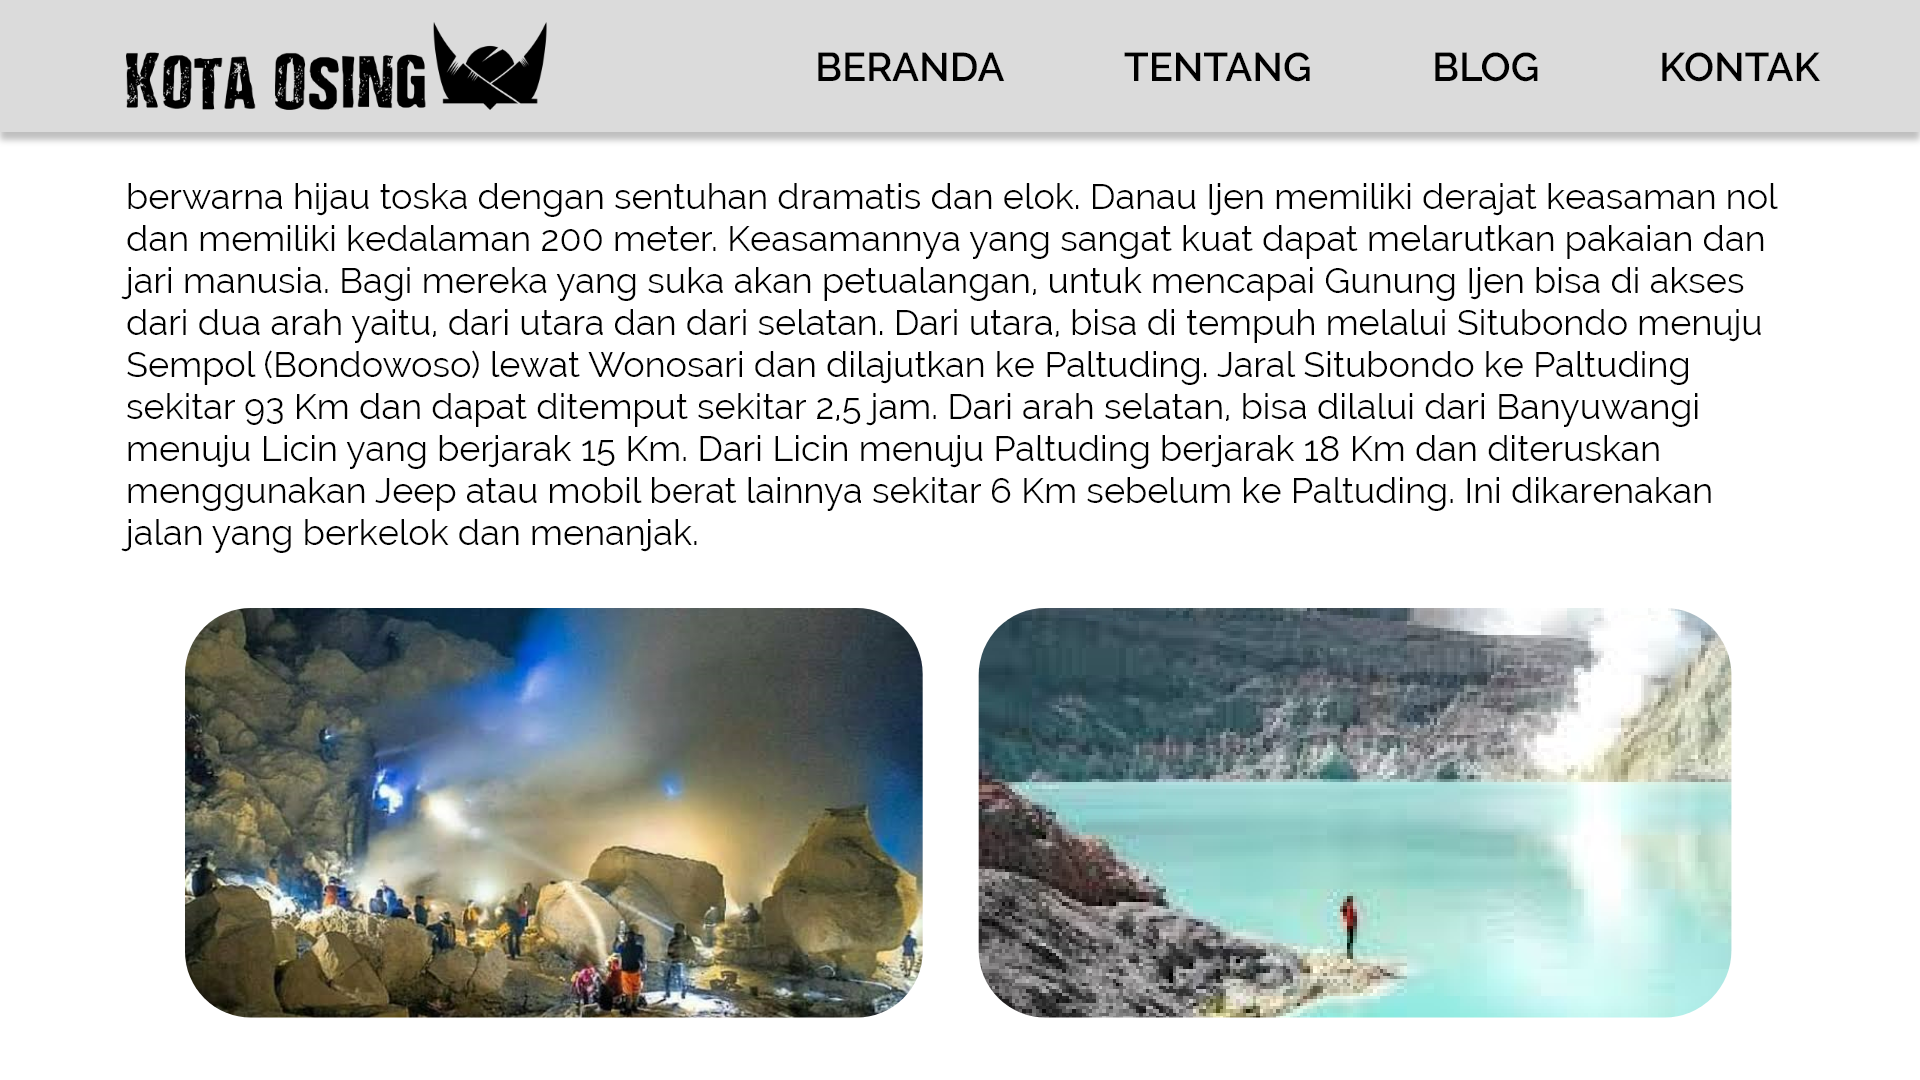 KOTA OSING
BERANDA
TENTANG
BLOG
KONTAK
berwarna hijau toska dengan sentuhan dramatis dan elok. Danau Ijen memiliki derajat keasaman nol
dan memiliki kedalaman 200 meter. Keasamannya yang sangat kuat dapat melarutkan pakaian dan
jari manusia. Bagi mereka yang suka akan petualangan, untuk mencapai Gunung Ijen bisa di akses
dari dua arah yaitu, dari utara dan dari selatan. Dari utara, bisa di tempuh melalui Situbondo menuju
Sempol (Bondowoso) lewat Wonosari dan dilajutkan ke Paltuding. Jaral Situbondo ke Paltuding
sekitar 93 Km dan dapat ditemput sekitar 2,5 jam. Dari arah selatan, bisa dilalui dari Banyuwangi
menuju Licin yang berjarak 15 Km. Dari Licin menuju Paltuding berjarak 18 Km dan diteruskan
menggunakan Jeep atau mobil berat lainnya sekitar 6 Km sebelum ke Paltuding. Ini dikarenakan
jalan yang berkelok dan menanjak.